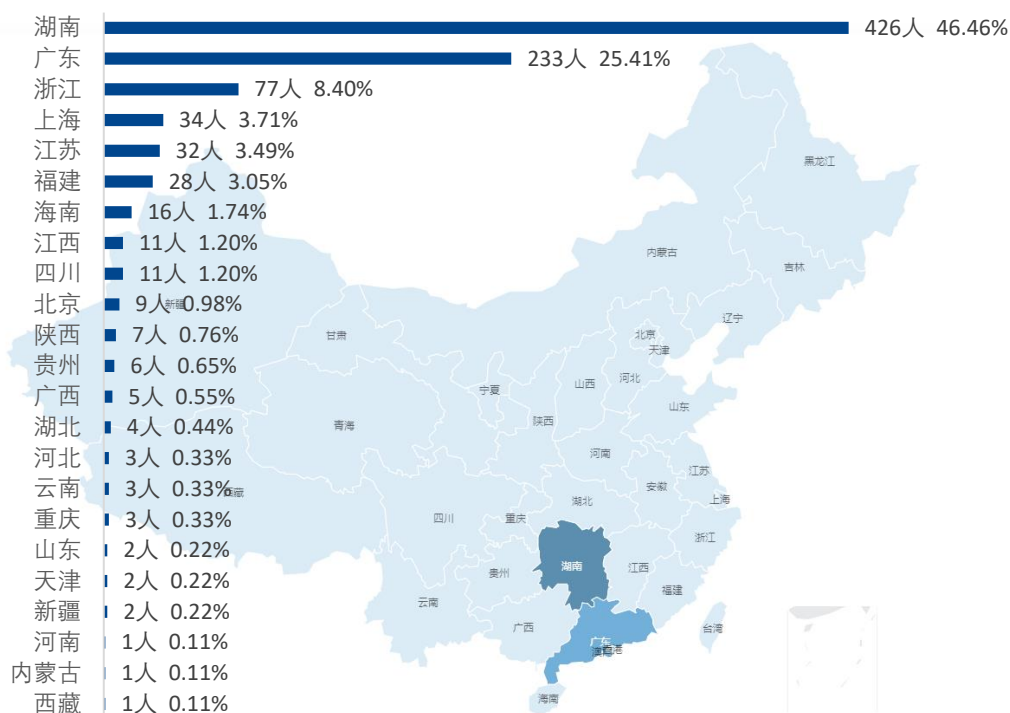 湖南 426人 46.46%
广东 233人 25.41%
浙江 77人 8.40%
上海 34人 3.71%
江苏 32人 3.49%
福建 28人 3.05%
海南 16人 1.74%
江西 11人 1.20%
四川 11人 1.20%
北京 9人 0.98%
陕西 7人 0.76%
贵州 6人 0.65%
广西 5人 0.55%
湖北 4人 0.44%
河北 3人 0.33%
云南 3人 0.33%
重庆 3人 0.33%
山东 2人 0.22%
天津 2人 0.22%
新疆 2人 0.22%
河南 1人 0.11%
内蒙古 1人 0.11%
西藏 1人 0.11%
黑龙江
内蒙古
吉林
新疆
辽宁
甘肃
北京
天津
河北
山西
宁夏
山东
陕西
青海
河南
江苏
安徽
西藏
上海
湖北
四川
重庆
浙江
湖南
江西
贵州
福建
云南
广西
台湾
广东
香港
澳门
海南